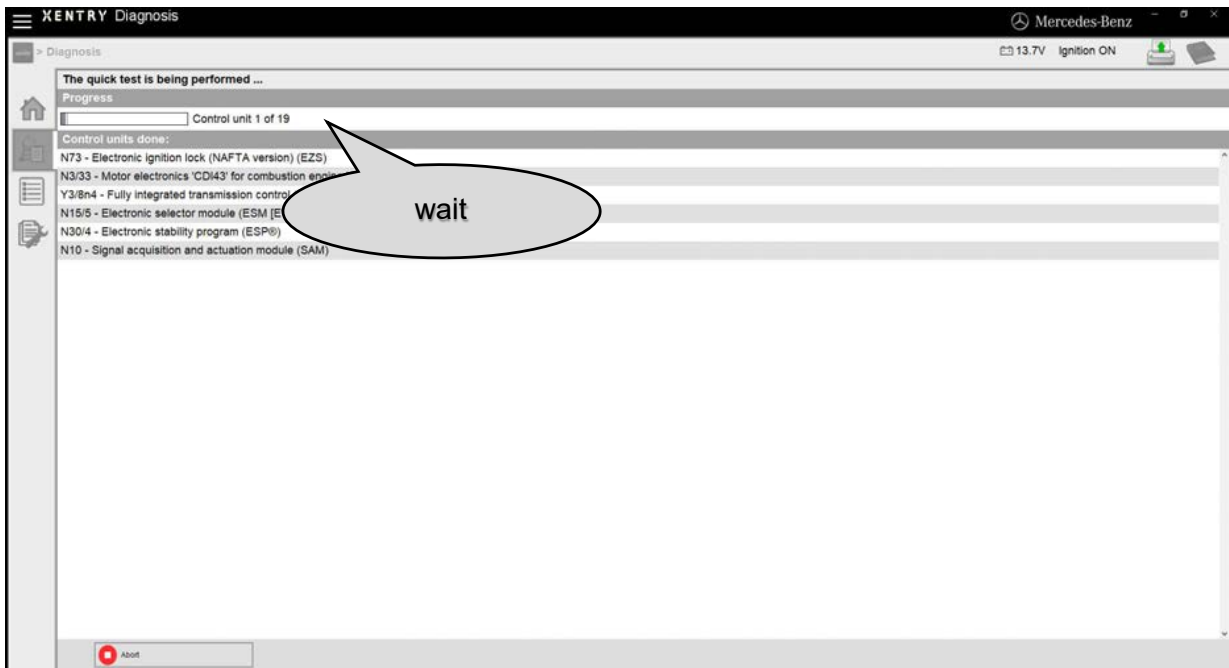 XENTRY Diagnosis
Mercedes-Benz
> Diagnosis
13.7V Ignition ON
The quick test is being performed ...
Progress
Control unit 1 of 19
Control units done:
N73 - Electronic ignition lock (NAFTA version) (EZS)
N3/33 - Motor electronics 'CDI43' for combustion
Y3/8n4 - Fully integrated transmission control
N15/5 - Electronic selector module (ESM
wait
N30/4 - Electronic stability program (ESP®)
N10 - Signal acquisition and actuation module (SAM)
Abort